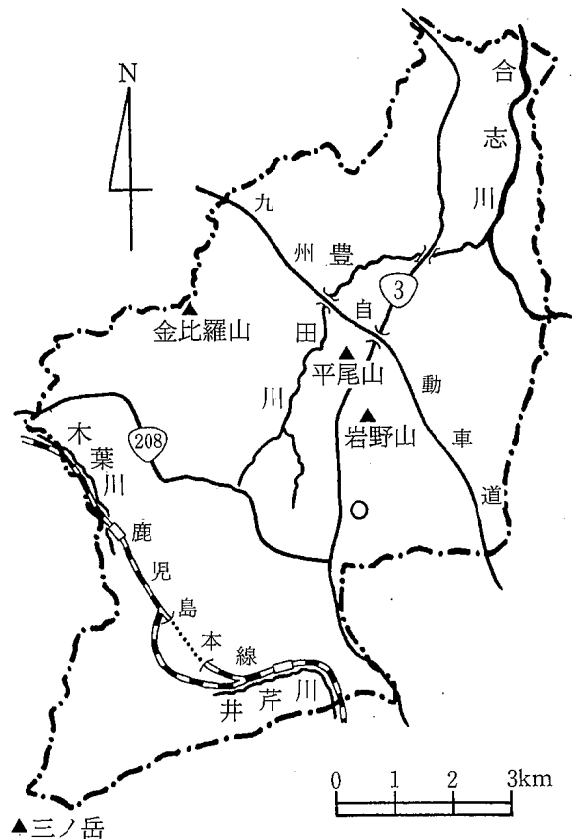 N
合志川
九州自動車道
豊田川
3
金比羅山
平尾山
岩野山
208
木葉川
鹿児島本線
井芹川
0 1 2 3km
三ノ岳